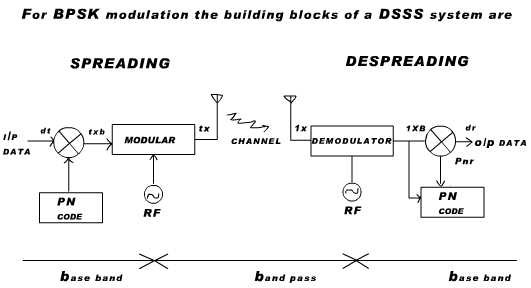 For BPSK modulation the building blocks of a DSSS system are
SPREADING
DESPREADING
I/P
DATA
dt
txb
MODULAR
tx
CHANNEL
1x
DEMODULATOR
1XB
dr
o/p DATA
Pnr
PN
CODE
RF
RF
PN
CODE
base band
band pass
base band